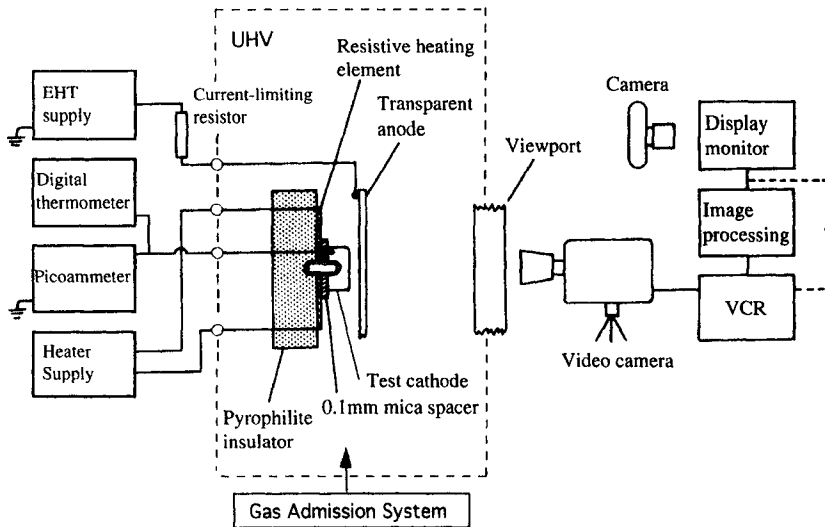 UHV
Resistive heating
element
EHT
supply
Current-limiting
resistor
Transparent
anode
Camera
Display
monitor
Viewport
Digital
thermometer
Image
processing
Picoammeter
VCR
Heater
Supply
Video camera
Test cathode
0.1mm mica spacer
Pyrophilite
insulator
Gas Admission System